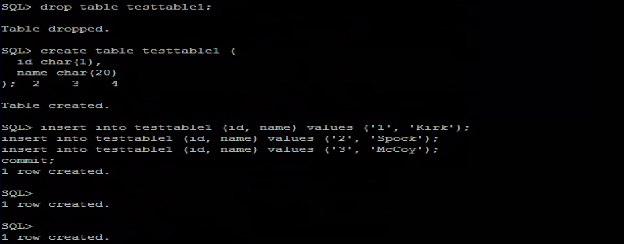 SQL> drop table testtable1;
Table dropped.
SQL> create table testtable1 (
id char(1),
name char(20)
); 2 3 4
Table created.
SQL> insert into testtable1 (id, name) values ('1', 'Kirk');
insert into testtable1 (id, name) values ('2', 'Spock');
insert into testtable1 (id, name) values ('3', 'McCoy');
commit;
1 row created.
SQL>
1 row created.
SQL>
1 row created.